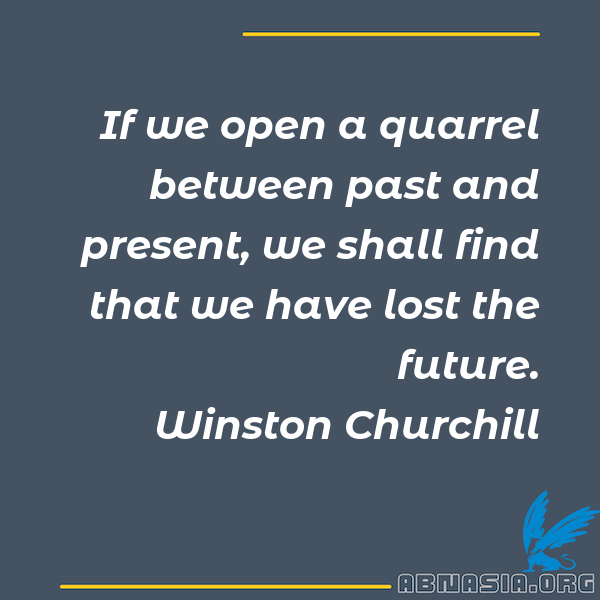 If we open a quarrel
between past and
present, we shall find
that we have lost the
future.
Winston Churchill
ABNASIA.ORG